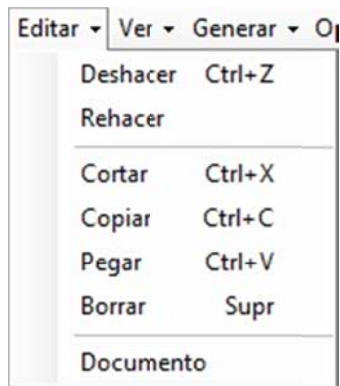 Editar Ver Generar
Deshacer Ctrl+Z
Rehacer
Cortar Ctrl+X
Copiar Ctrl+C
Pegar Ctrl+V
Borrar Supr
Documento